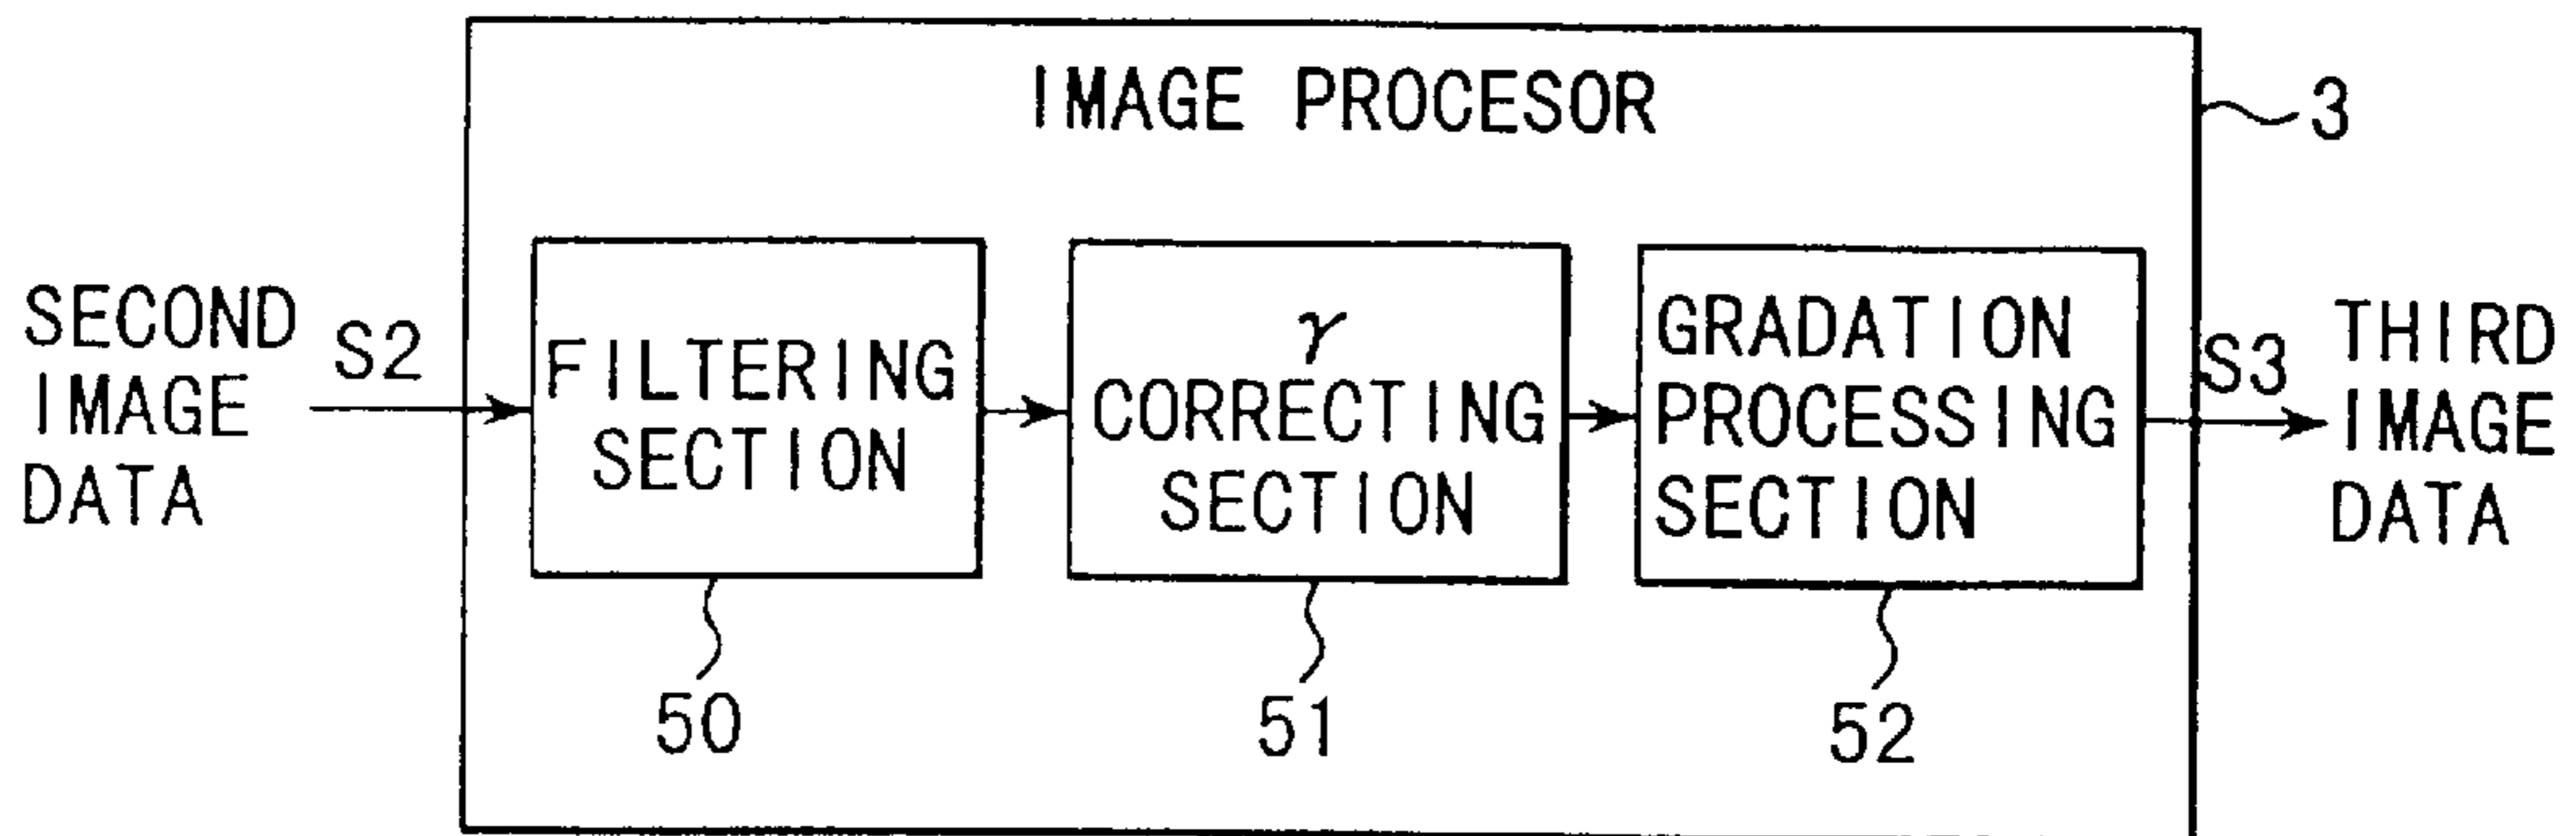 IMAGE PROCESOR
3
SECOND
IMAGE
DATA
S2
FILTERING
SECTION
γ
CORRECTING
SECTION
GRADATION
PROCESSING
SECTION
S3
THIRD
IMAGE
DATA
50
51
52